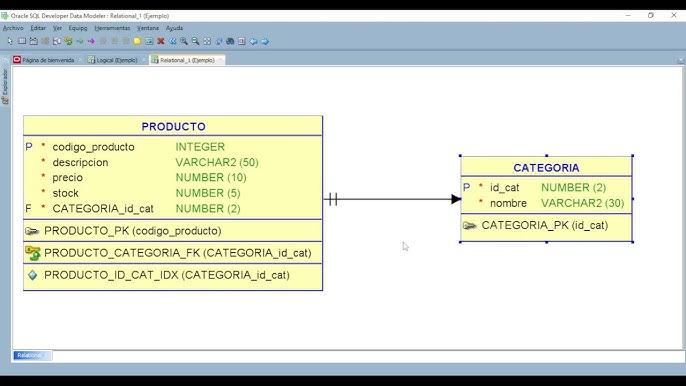 Oracle SQL Developer Data Modeler : Relational_1 (Ejemplo)
Archivo Editar Ver Equipo Herramientas Ventana Ayuda
Página de bienvenida Logical (Ejemplo) Relational_1 (Ejemplo)
Explorador
PRODUCTO
P * codigo_producto INTEGER
* descripcion VARCHAR2 (50)
* precio NUMBER (10)
* stock NUMBER (5)
F * CATEGORIA_id_cat NUMBER (2)
PRODUCTO_PK (codigo_producto)
PRODUCTO_CATEGORIA_FK (CATEGORIA_id_cat)
PRODUCTO_ID_CAT_IDX (CATEGORIA_id_cat)
CATEGORIA
P * id_cat NUMBER (2)
* nombre VARCHAR2 (30)
CATEGORIA_PK (id_cat)